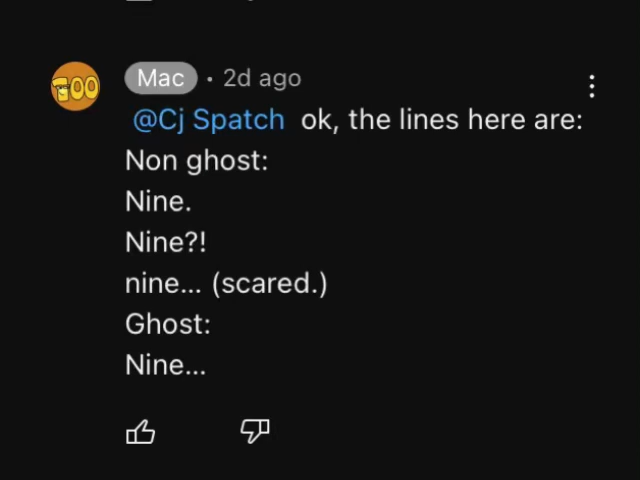 Mac · 2d ago
@Cj Spatch ok, the lines here are:
Non ghost:
Nine.
Nine?!
nine... (scared.)
Ghost:
Nine...